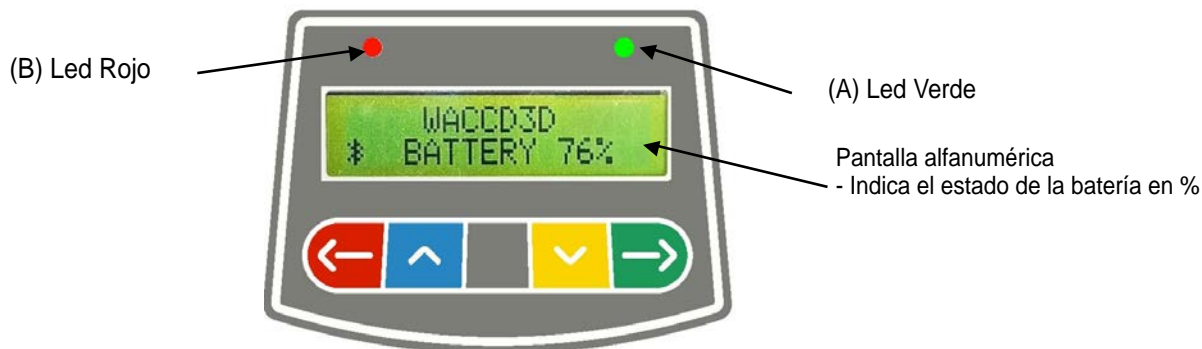 (B) Led Rojo
(A) Led Verde
WACCD3D
BATTERY 76%
Pantalla alfanumérica
- Indica el estado de la batería en %